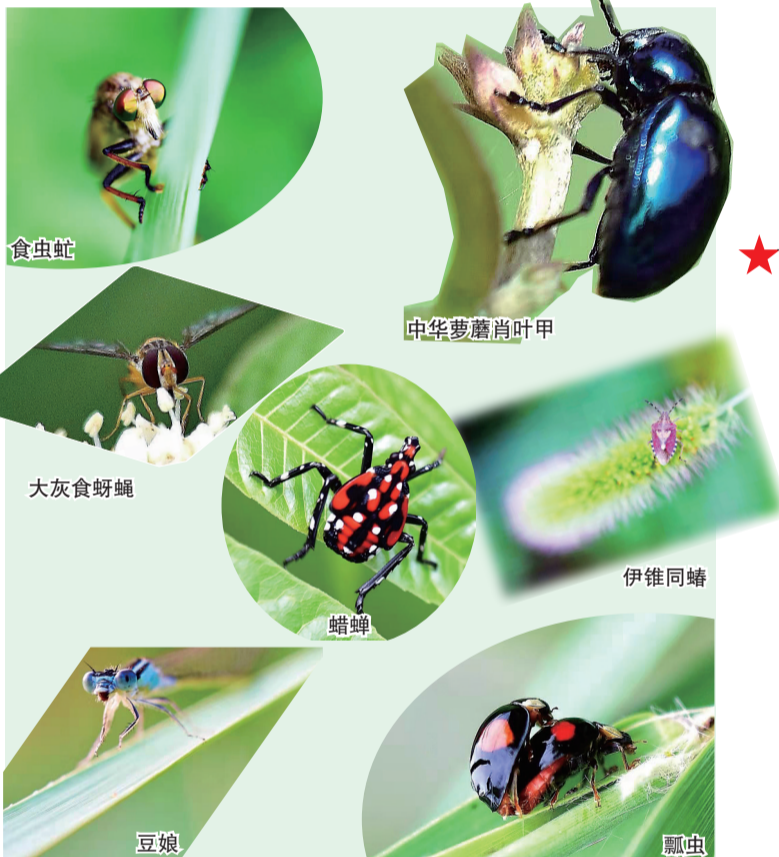 食虫虻
中华萝藦肖叶甲
大灰食蚜蝇
伊锥同蝽
蜡蝉
豆娘
瓢虫